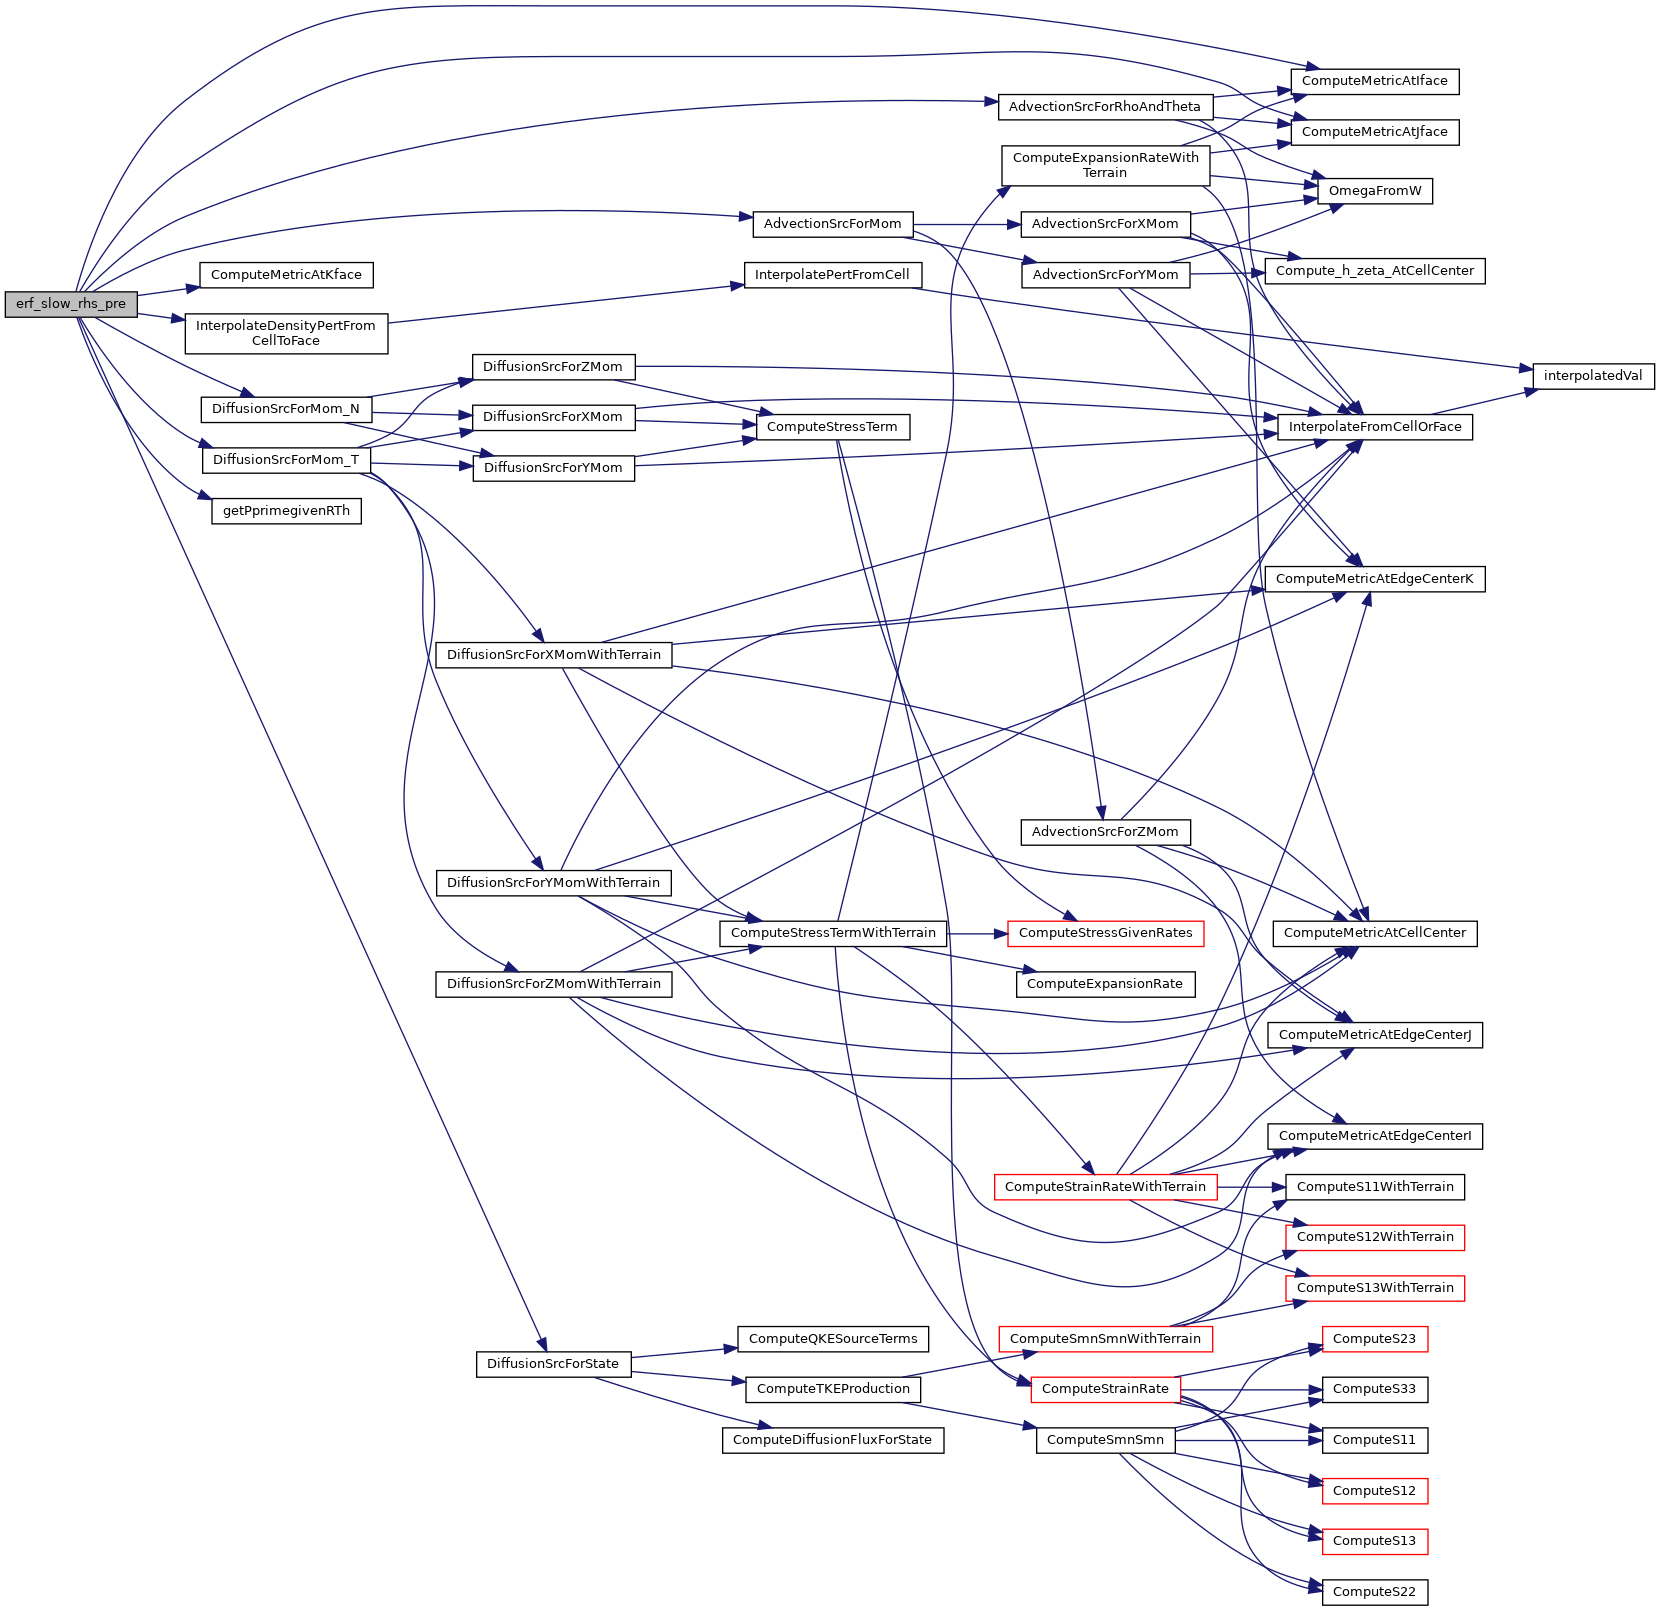 erf_slow_rhs_pre
ComputeMetricAtKface
InterpolateDensityPertFrom
CellToFace
DiffusionSrcForMom_N
DiffusionSrcForMom_T
getPprimegivenRTh
DiffusionSrcForZMom
DiffusionSrcForXMom
DiffusionSrcForYMom
DiffusionSrcForXMomWithTerrain
DiffusionSrcForYMomWithTerrain
DiffusionSrcForZMomWithTerrain
DiffusionSrcForState
AdvectionSrcForMom
InterpolatePertFromCell
ComputeStressTerm
ComputeStressTermWithTerrain
ComputeQKESourceTerms
ComputeTKEProduction
ComputeDiffusionFluxForState
AdvectionSrcForRhoAndTheta
ComputeExpansionRateWith
Terrain
AdvectionSrcForXMom
AdvectionSrcForYMom
AdvectionSrcForZMom
ComputeStressGivenRates
ComputeExpansionRate
ComputeStrainRateWithTerrain
ComputeSmnSmnWithTerrain
ComputeStrainRate
ComputeSmnSmn
ComputeMetricAtIface
ComputeMetricAtJface
OmegaFromW
Compute_h_zeta_AtCellCenter
InterpolateFromCellOrFace
ComputeMetricAtEdgeCenterK
ComputeMetricAtCellCenter
ComputeMetricAtEdgeCenterJ
ComputeMetricAtEdgeCenterI
ComputeS11WithTerrain
ComputeS12WithTerrain
ComputeS13WithTerrain
ComputeS23
ComputeS33
ComputeS11
ComputeS12
ComputeS13
ComputeS22
interpolatedVal